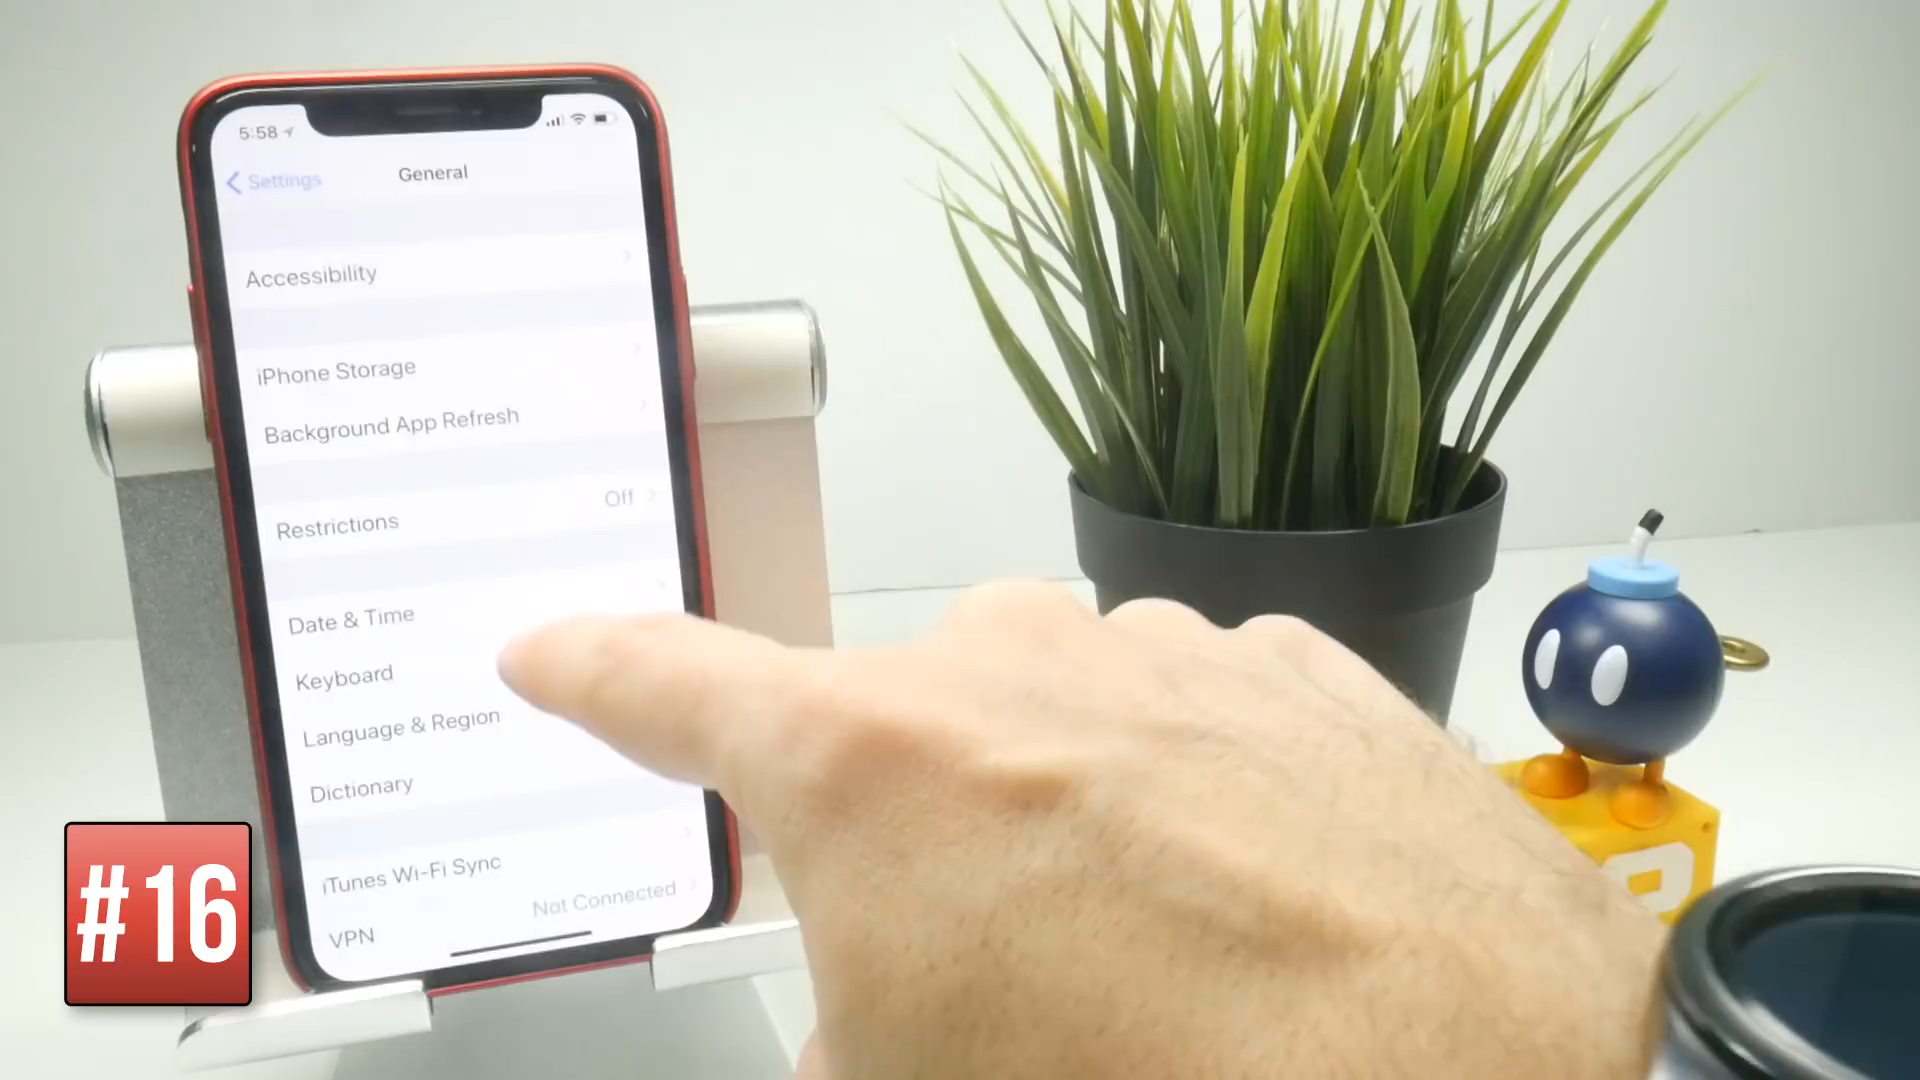 5:58
Settings
General
Accessibility
iPhone Storage
Background App Refresh
Restrictions
Off
Date & Time
Keyboard
Language & Region
Dictionary
iTunes Wi-Fi Sync
VPN
Not Connected
#16